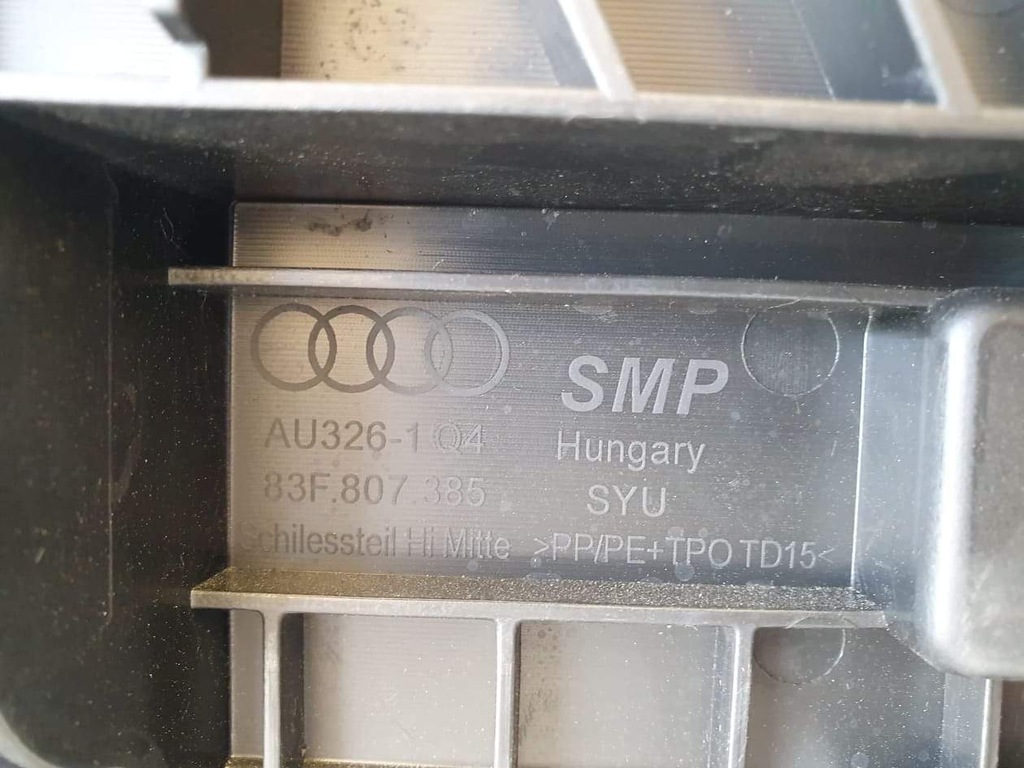 SMP
AU326-1 Q4
Hungary
83F.807.385
SYU
Schilessteil Hi Mitte >PP/PE+TPO TD15<